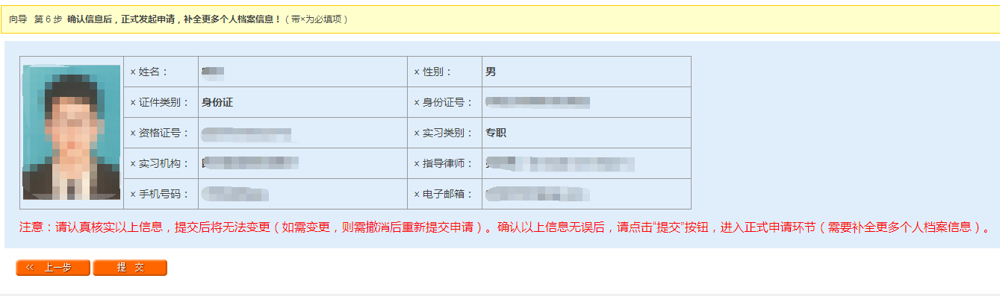 向导 第 6 步 确认信息后，正式发起申请，补全更多个人档案信息！（带×为必填项）
× 姓名： × 性别： 男
× 证件类别： 身份证 × 身份证号：
× 资格证号： × 实习类别： 专职
× 实习机构： × 指导律师：
× 手机号码： × 电子邮箱：
注意：请认真核实以上信息，提交后将无法变更（如需变更，则需撤消后重新提交申请）。确认以上信息无误后，请点击“提交”按钮，进入正式申请环节（需要补全更多个人档案信息）。
<< 上一步 提 交